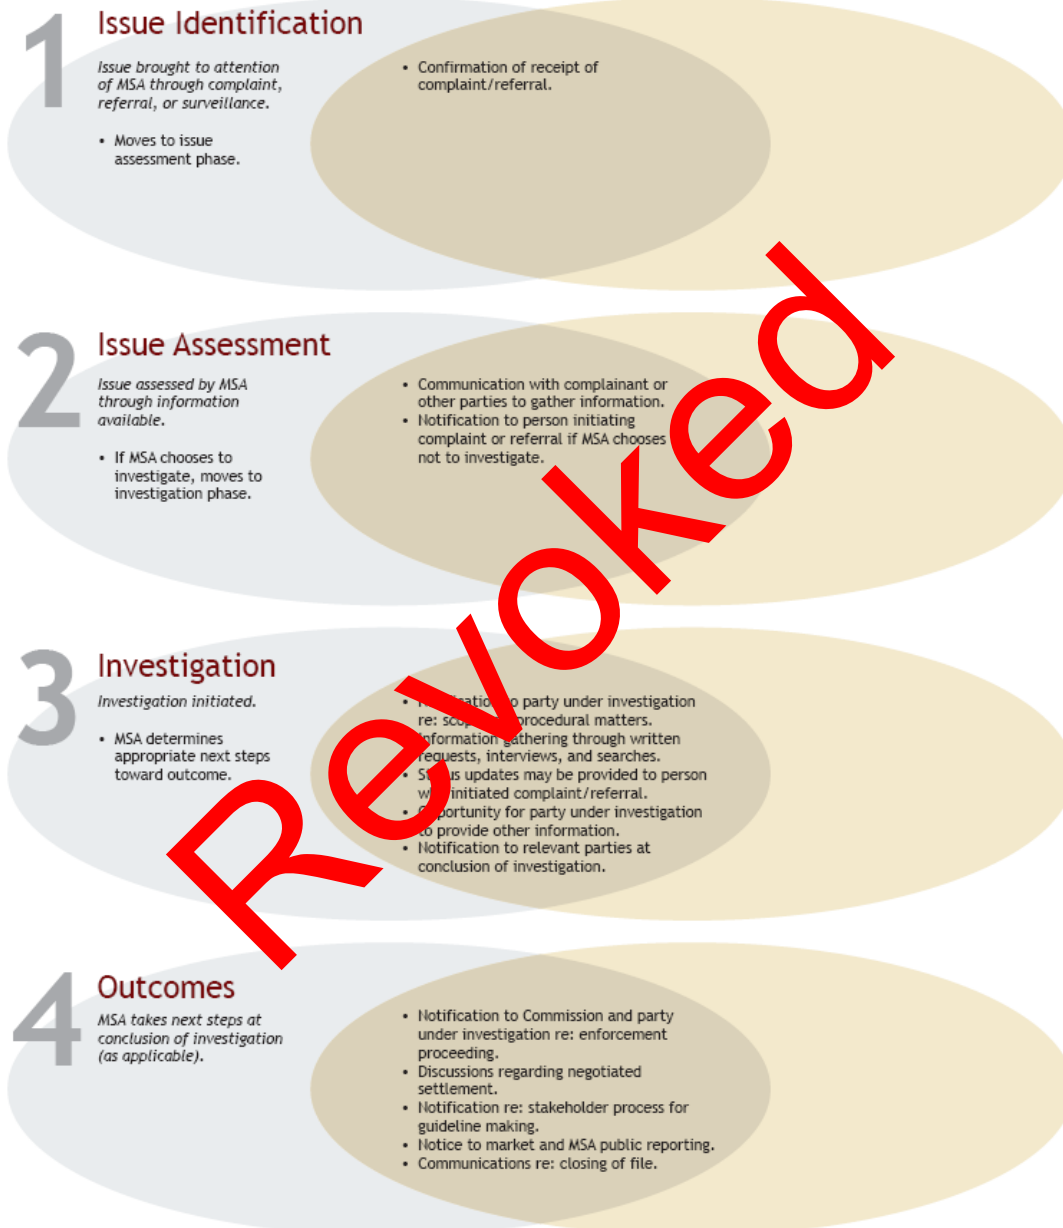 1
Issue Identification
Issue brought to attention
of MSA through complaint,
referral, or surveillance.
• Moves to issue
assessment phase.
• Confirmation of receipt of
complaint/referral.
2
Issue Assessment
Issue assessed by MSA
through information
available.
• If MSA chooses to
investigate, moves to
investigation phase.
• Communication with complainant or
other parties to gather information.
• Notification to person initiating
complaint or referral if MSA chooses
not to investigate.
3
Investigation
Investigation initiated.
• MSA determines
appropriate next steps
toward outcome.
• Notification to party under investigation
re: procedural matters.
• Information gathering through written
requests, interviews, and searches.
• Status updates may be provided to person
who initiated complaint/referral.
• Opportunity for party under investigation
to provide other information.
• Notification to relevant parties at
conclusion of investigation.
4
Outcomes
MSA takes next steps at
conclusion of investigation
(as applicable).
• Notification to Commission and party
under investigation re: enforcement
proceeding.
• Discussions regarding negotiated
settlement.
• Notification re: stakeholder process for
guideline making.
• Notice to market and MSA public reporting.
• Communications re: closing of file.
Revoked